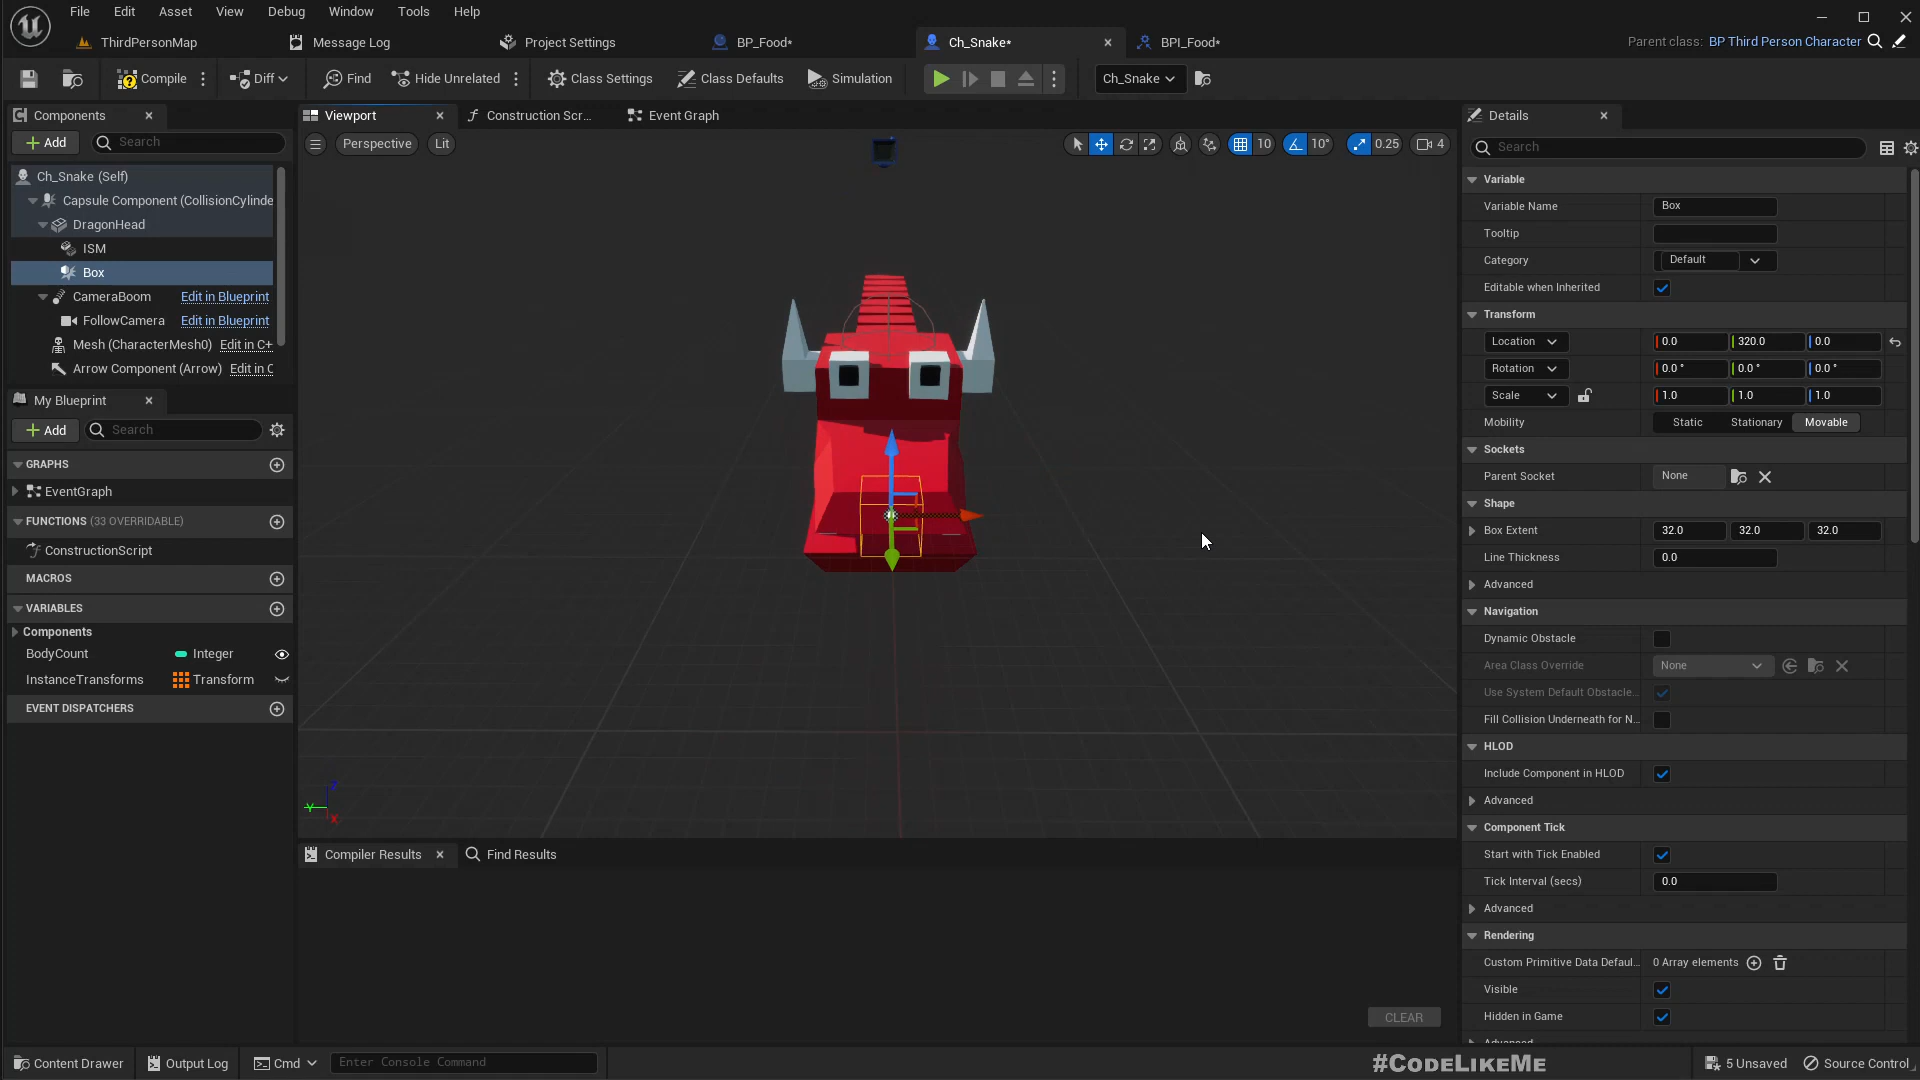 File Edit Asset View Debug Window Tools Help
ThirdPersonMap Message Log Project Settings BP_Food* Ch_Snake* BPI_Food* Parent class: BP Third Person Character
Compile Diff Find Hide Unrelated Class Settings Class Defaults Simulation Ch_Snake
Components
Add Search
Ch_Snake (Self)
Capsule Component (CollisionCylinde
DragonHead
ISM
Box
CameraBoom Edit in Blueprint
FollowCamera Edit in Blueprint
Mesh (CharacterMesh0) Edit in C+
Arrow Component (Arrow) Edit in C
My Blueprint
Add Search
GRAPHS
EventGraph
FUNCTIONS (33 OVERRIDABLE)
ConstructionScript
MACROS
VARIABLES
Components
BodyCount Integer
InstanceTransforms Transform
EVENT DISPATCHERS
Viewport Construction Scr... Event Graph
Perspective Lit 10 10° 0.25 4
Z
Y
X
Compiler Results Find Results
CLEAR
Details
Search
Variable
Variable Name Box
Tooltip
Category Default
Editable when Inherited
Transform
Location 0.0 320.0 0.0
Rotation 0.0 ° 0.0 ° 0.0 °
Scale 1.0 1.0 1.0
Mobility Static Stationary Movable
Sockets
Parent Socket None
Shape
Box Extent 32.0 32.0 32.0
Line Thickness 0.0
Advanced
Navigation
Dynamic Obstacle
Area Class Override None
Use System Default Obstacle...
Fill Collision Underneath for N...
HLOD
Include Component in HLOD
Advanced
Component Tick
Start with Tick Enabled
Tick Interval (secs) 0.0
Advanced
Rendering
Custom Primitive Data Defaul... 0 Array elements
Visible
Hidden in Game
Advanced
Content Drawer Output Log Cmd Enter Console Command #CODELIKEME 5 Unsaved Source Control